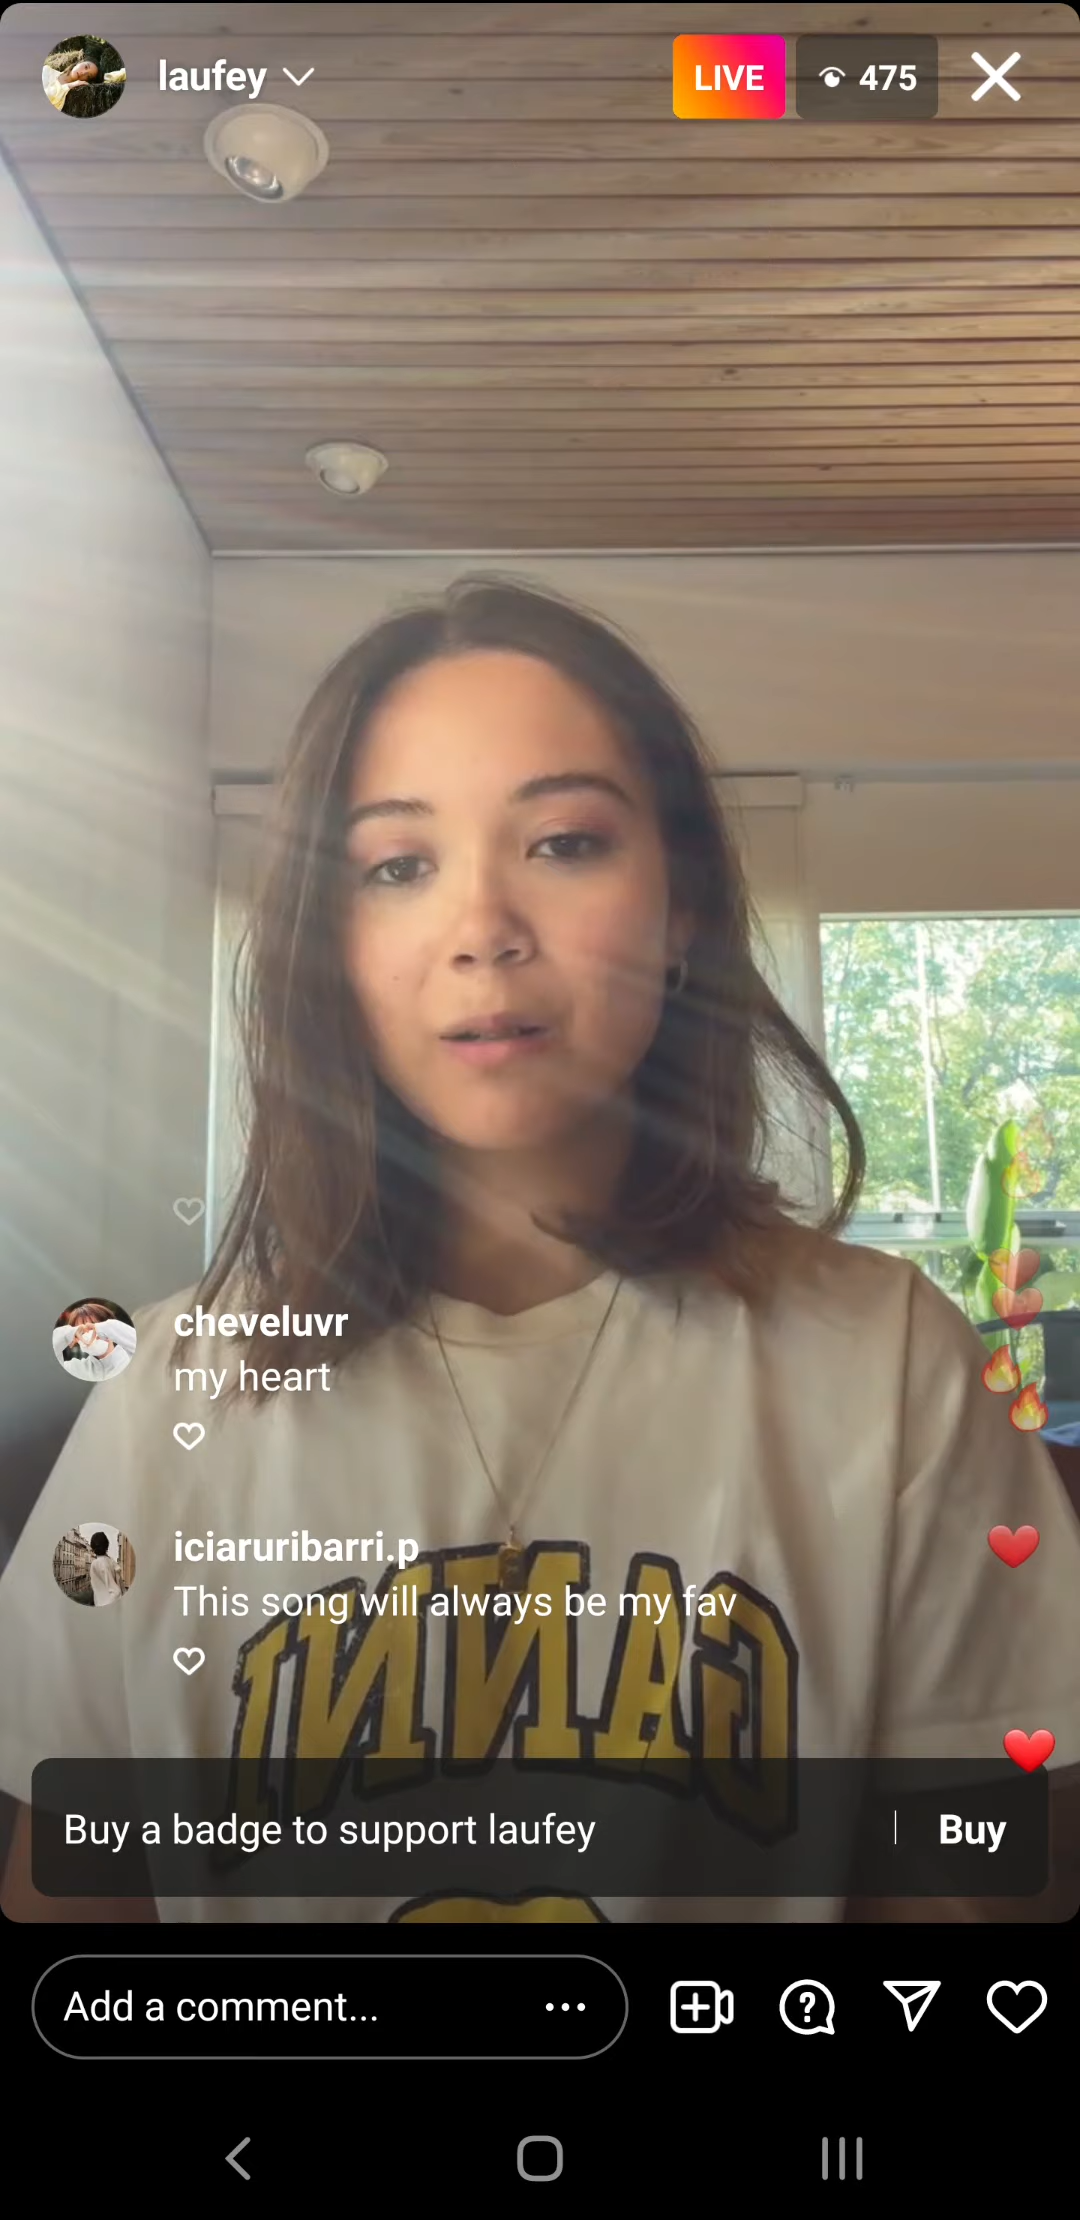 laufey
LIVE
475
cheveluvr
my heart
iciaruribarri.p
This song will always be my fav
GANNI
Buy a badge to support laufey
Buy
Add a comment...